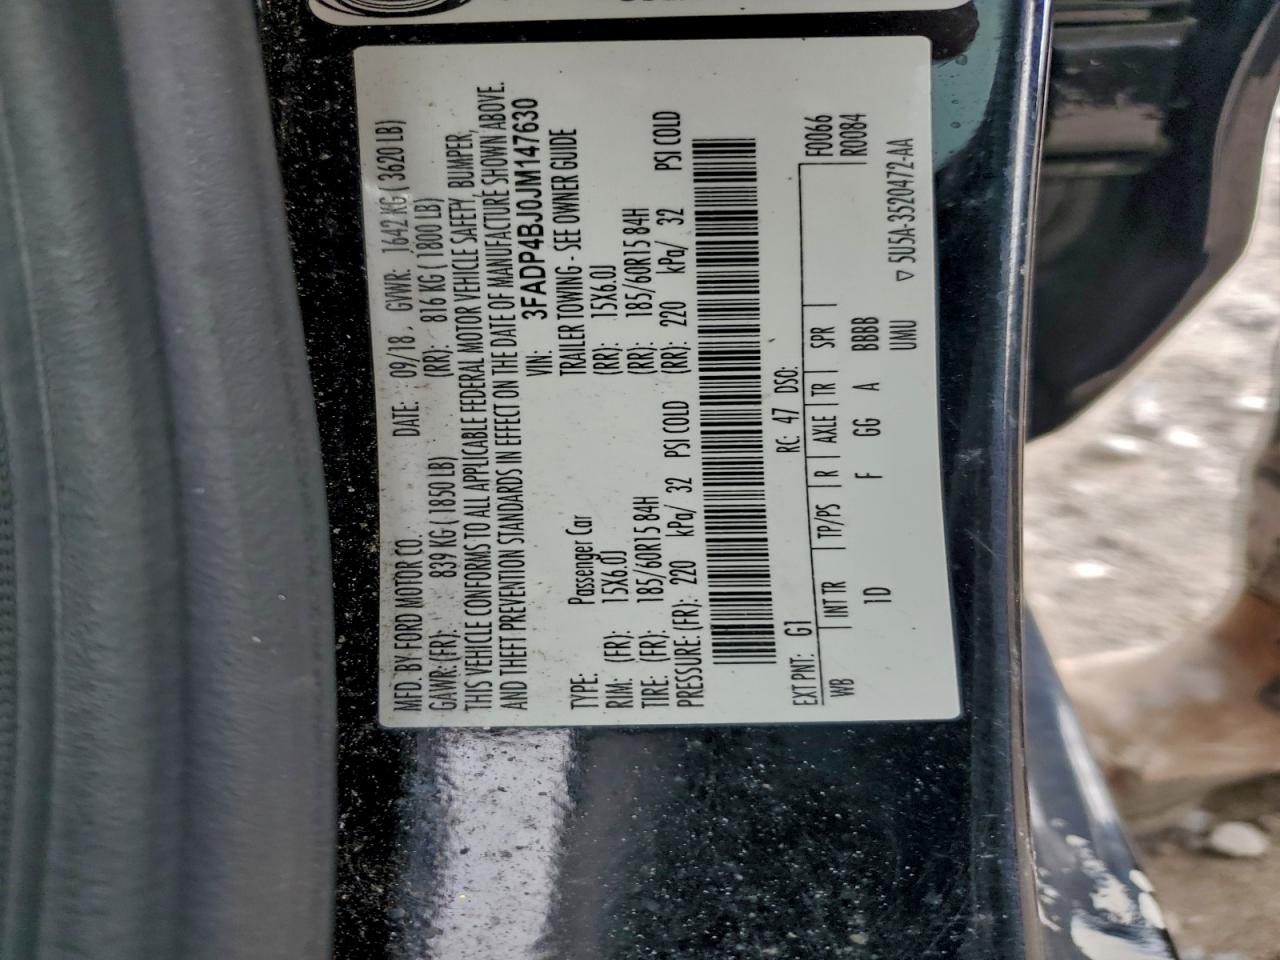 MFD. BY FORD MOTOR CO. DATE: 09/18, GVWR: 1642 KG ( 3620 LB)
GAWR: (FR): 839 KG ( 1850 LB) (RR): 816 KG ( 1800 LB)
THIS VEHICLE CONFORMS TO ALL APPLICABLE FEDERAL MOTOR VEHICLE SAFETY, BUMPER,
AND THEFT PREVENTION STANDARDS IN EFFECT ON THE DATE OF MANUFACTURE SHOWN ABOVE.
VIN: 3FADP4BJ0JM147630
TYPE: Passenger Car TRAILER TOWING - SEE OWNER GUIDE
RIM: (FR): 15X6.0J (RR): 15X6.0J
TIRE: (FR): 185/60R15 84H (RR): 185/60R15 84H
PRESSURE:(FR): 220 kPa/ 32 PSI COLD (RR): 220 kPa/ 32 PSI COLD
RC: 47 DSO:
EXT PNT: G1 F0066
WB INT TR TP/PS R AXLE TR SPR R0084
1D F GG A BBBB
UMU ▽ 5U5A-3520472-AA